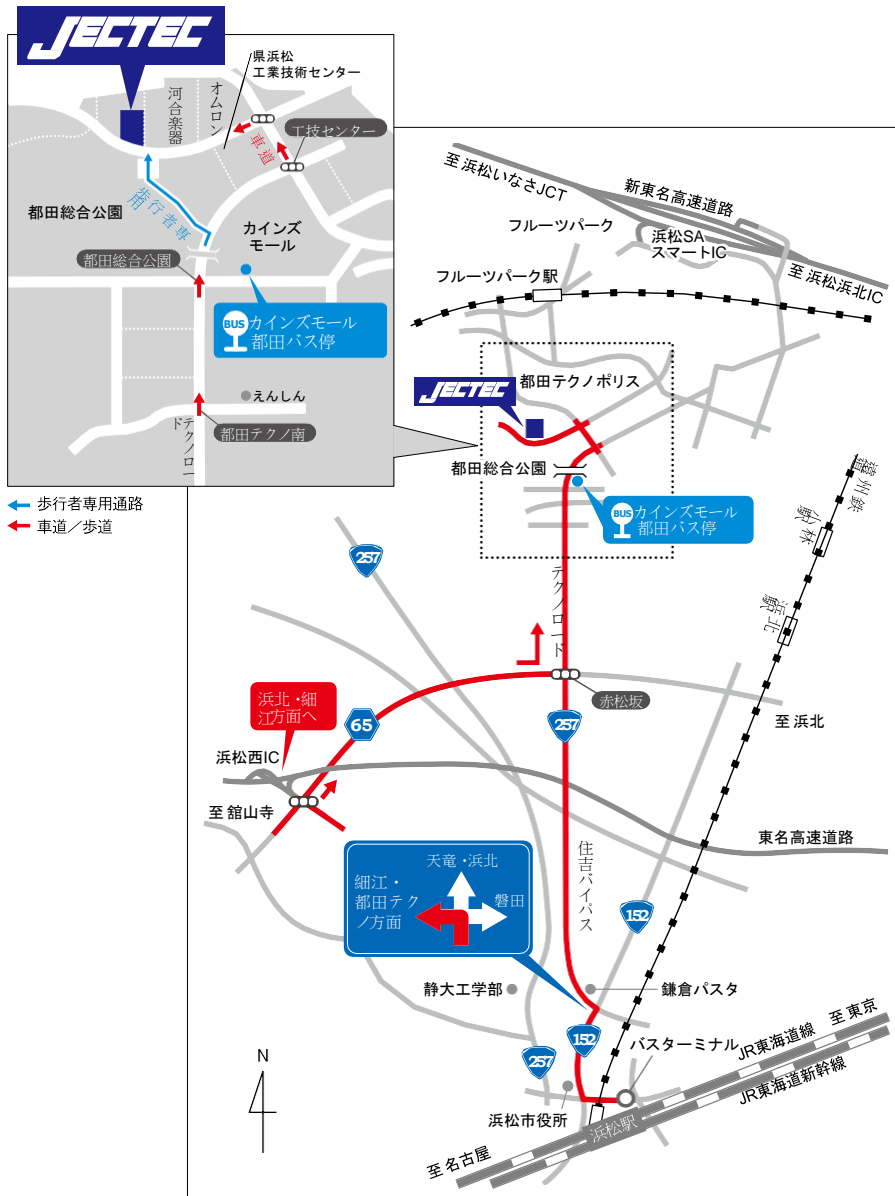 JECTEC
県浜松
工業技術センター
オムロン
河合楽器
工技センター
車道
歩行者専
用
都田総合公園
カインズ
モール
都田総合公園
BUS
カインズモール
都田バス停
えんしん
都田テクノ南
テクノロー
ド
歩行者専用通路
車道／歩道
至 浜松いなさJCT
新東名高速道路
フルーツパーク
浜松SA
スマートIC
至 浜松浜北IC
フルーツパーク駅
都田テクノポリス
JECTEC
都田総合公園
BUS
カインズモール
都田バス停
遠州鉄
道
小林
駅
浜北
駅
257
テクノロード
赤松坂
浜北・細
江方面へ
65
257
至 浜北
浜松西IC
至 舘山寺
東名高速道路
住吉バイパス
天竜・浜北
細江・
都田テク
ノ方面
磐田
152
静大工学部
鎌倉パスタ
N
152
257
バスターミナル
JR東海道線
至 東京
JR東海道新幹線
浜松市役所
浜松駅
至 名古屋